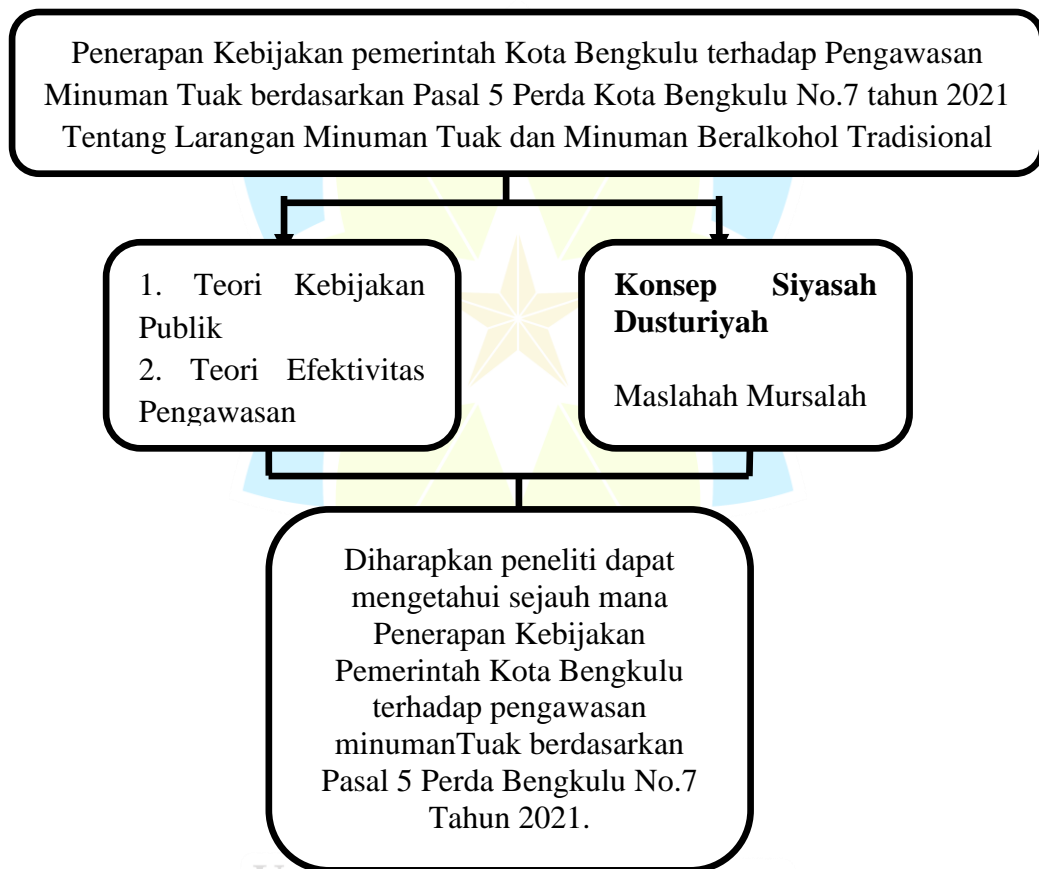 Penerapan Kebijakan pemerintah Kota Bengkulu terhadap Pengawasan
Minuman Tuak berdasarkan Pasal 5 Perda Kota Bengkulu No.7 tahun 2021
Tentang Larangan Minuman Tuak dan Minuman Beralkohol Tradisional
1. Teori Kebijakan
Publik
2. Teori Efektivitas
Pengawasan
Konsep Siyasah
Dusturiyah
Maslahah Mursalah
Diharapkan peneliti dapat
mengetahui sejauh mana
Penerapan Kebijakan
Pemerintah Kota Bengkulu
terhadap pengawasan
minumanTuak berdasarkan
Pasal 5 Perda Bengkulu No.7
Tahun 2021.